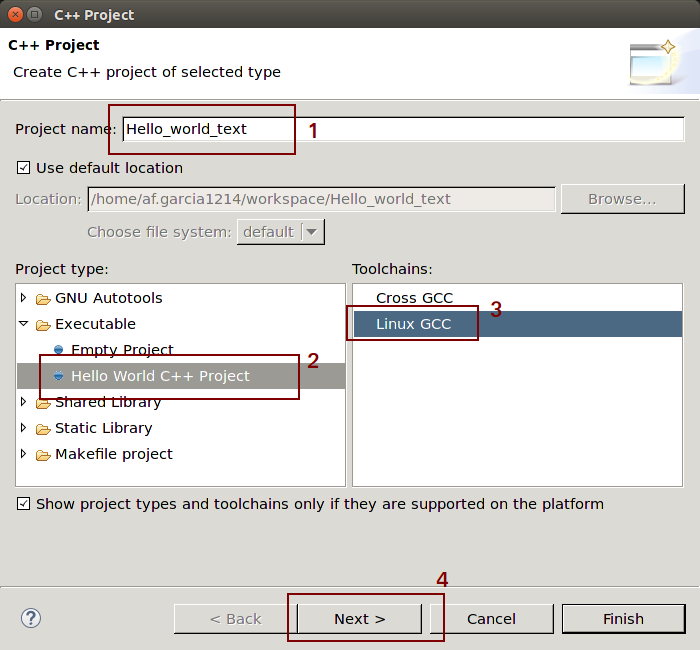 C++ Project
C++ Project
Create C++ project of selected type
Project name: Hello_world_text 1
Use default location
Location: /home/af.garcia1214/workspace/Hello_world_text Browse...
Choose file system: default
Project type: Toolchains:
GNU Autotools Cross GCC 3
Executable Linux GCC
Empty Project 2
Hello World C++ Project
Shared Library
Static Library
Makefile project
Show project types and toolchains only if they are supported on the platform
4
? < Back Next > Cancel Finish